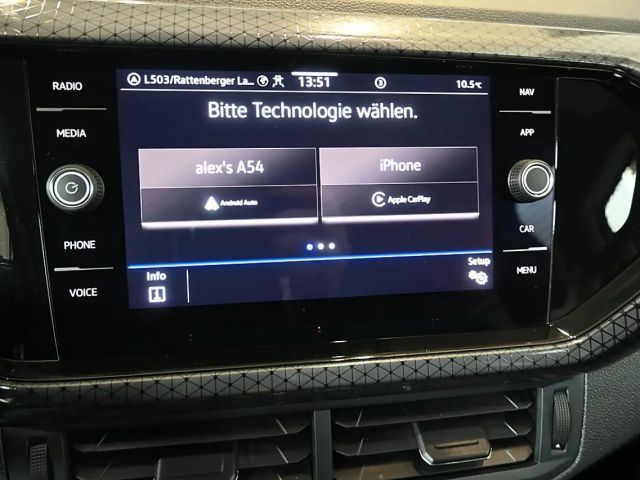 RADIO
MEDIA
PHONE
VOICE
L503/Rattenberger La... 13:51 3 10.5°C
Bitte Technologie wählen.
alex's A54
Android Auto
iPhone
Apple CarPlay
Info
Setup
NAV
APP
CAR
MENU